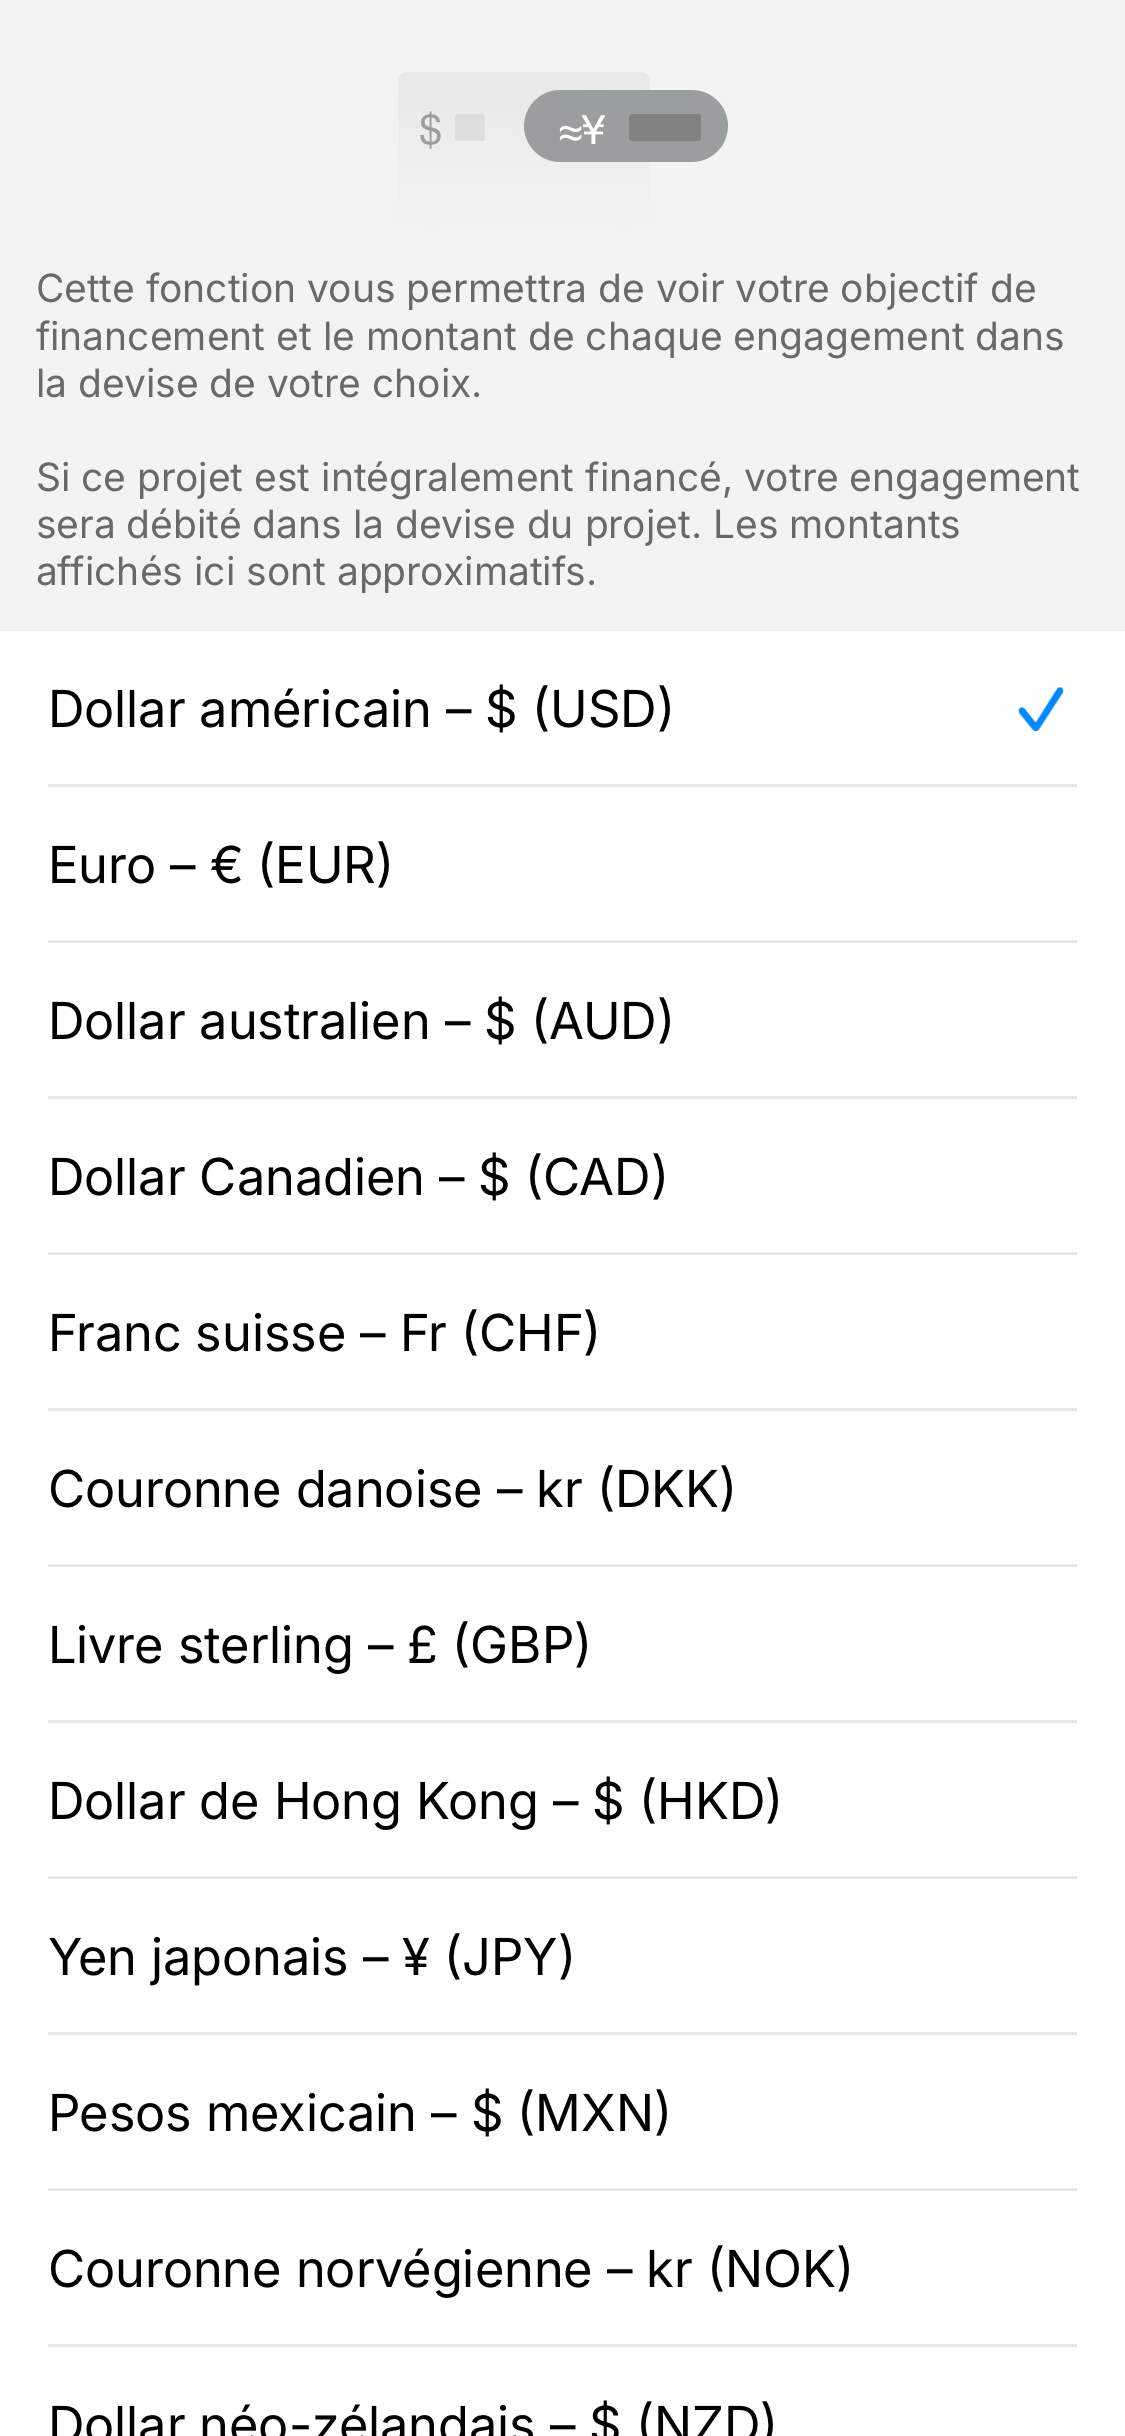 $ ≈¥
Cette fonction vous permettra de voir votre objectif de
financement et le montant de chaque engagement dans
la devise de votre choix.
Si ce projet est intégralement financé, votre engagement
sera débité dans la devise du projet. Les montants
affichés ici sont approximatifs.
Dollar américain – $ (USD)
Euro – € (EUR)
Dollar australien – $ (AUD)
Dollar Canadien – $ (CAD)
Franc suisse – Fr (CHF)
Couronne danoise – kr (DKK)
Livre sterling – £ (GBP)
Dollar de Hong Kong – $ (HKD)
Yen japonais – ¥ (JPY)
Pesos mexicain – $ (MXN)
Couronne norvégienne – kr (NOK)
Dollar néo-zélandais – $ (NZD)